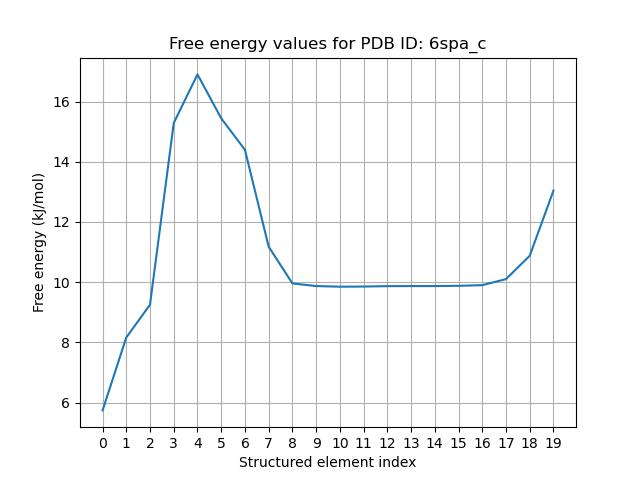 Free energy values for PDB ID: 6spa_c
Free energy (kJ/mol)
16
14
12
10
8
6
0 1 2 3 4 5 6 7 8 9 10 11 12 13 14 15 16 17 18 19
Structured element index